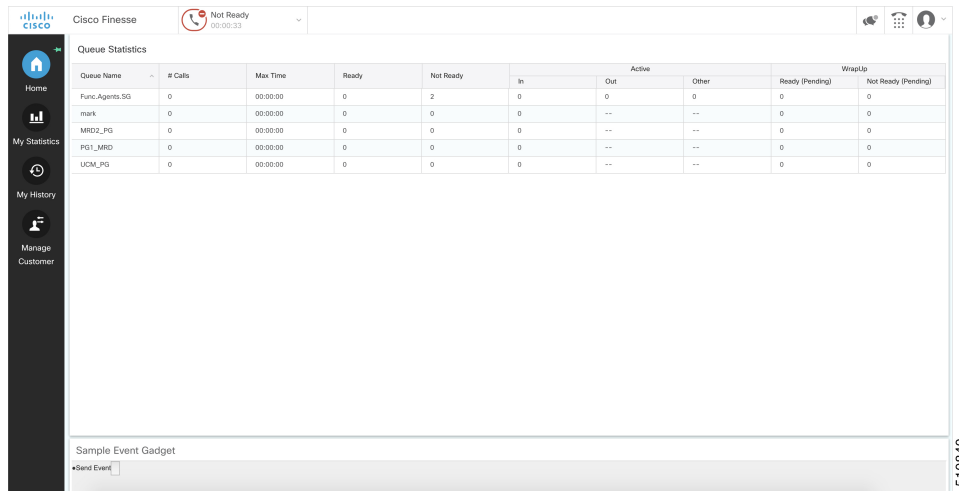 CISCO
Cisco Finesse
Not Ready
00:00:33
Home
My Statistics
My History
Manage
Customer
Queue Statistics
Queue Name # Calls Max Time Ready Not Ready Active WrapUp
In Out Other Ready (Pending) Not Ready (Pending)
Func.Agents.SG 0 00:00:00 0 2 0 0 0 0 0
mark 0 00:00:00 0 0 0 -- -- 0 0
MRD2_PG 0 00:00:00 0 0 0 -- -- 0 0
PG1_MRD 0 00:00:00 0 0 0 -- -- 0 0
UCM_PG 0 00:00:00 0 0 0 -- -- 0 0
Sample Event Gadget
•Send Event